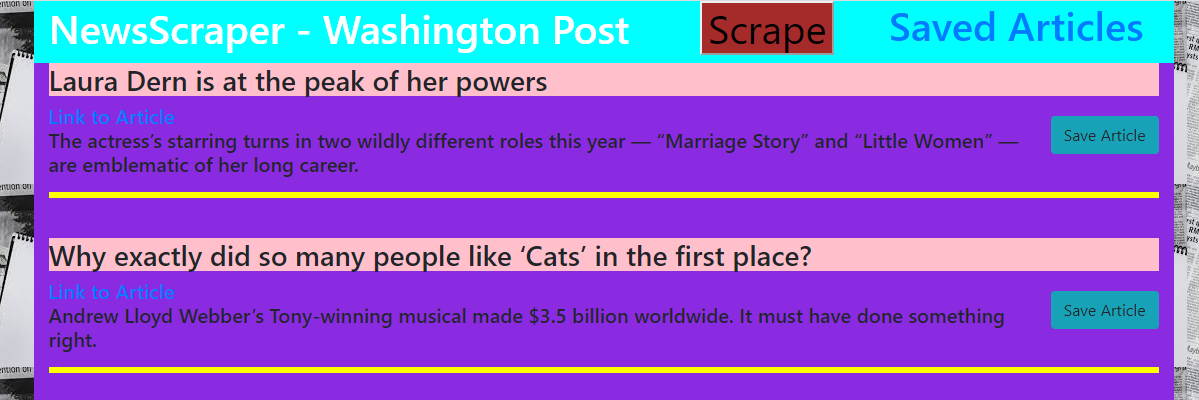 NewsScraper - Washington Post
Scrape
Saved Articles
Laura Dern is at the peak of her powers
Link to Article
The actress’s starring turns in two wildly different roles this year — “Marriage Story” and “Little Women” —
are emblematic of her long career.
Save Article
Why exactly did so many people like ‘Cats’ in the first place?
Link to Article
Andrew Lloyd Webber’s Tony-winning musical made $3.5 billion worldwide. It must have done something
right.
Save Article